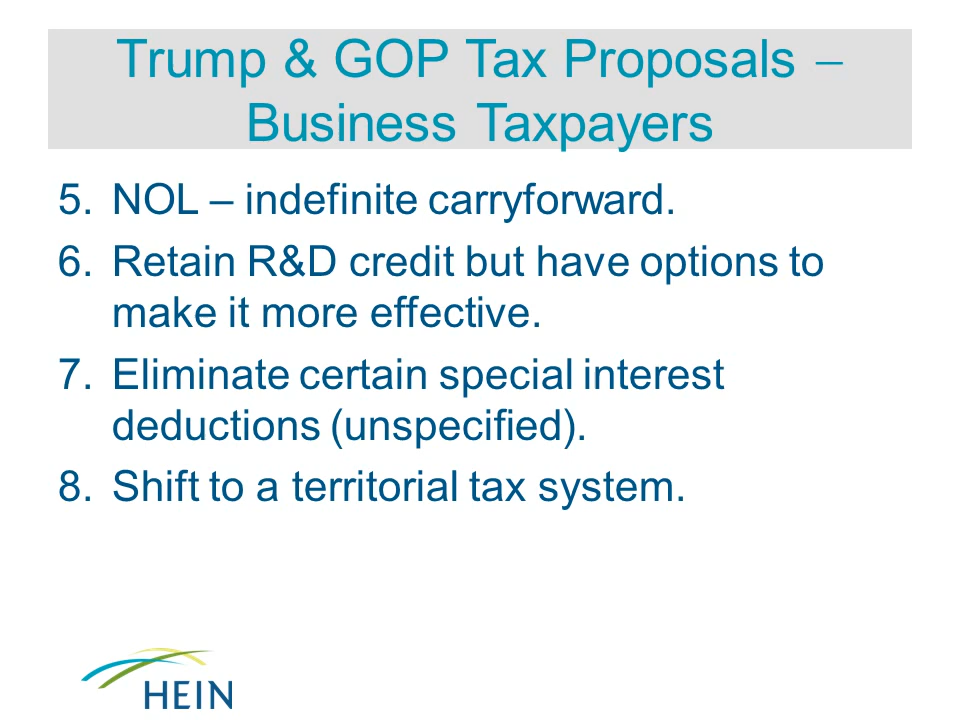 Trump & GOP Tax Proposals –
Business Taxpayers
5. NOL – indefinite carryforward.
6. Retain R&D credit but have options to
make it more effective.
7. Eliminate certain special interest
deductions (unspecified).
8. Shift to a territorial tax system.
HEIN